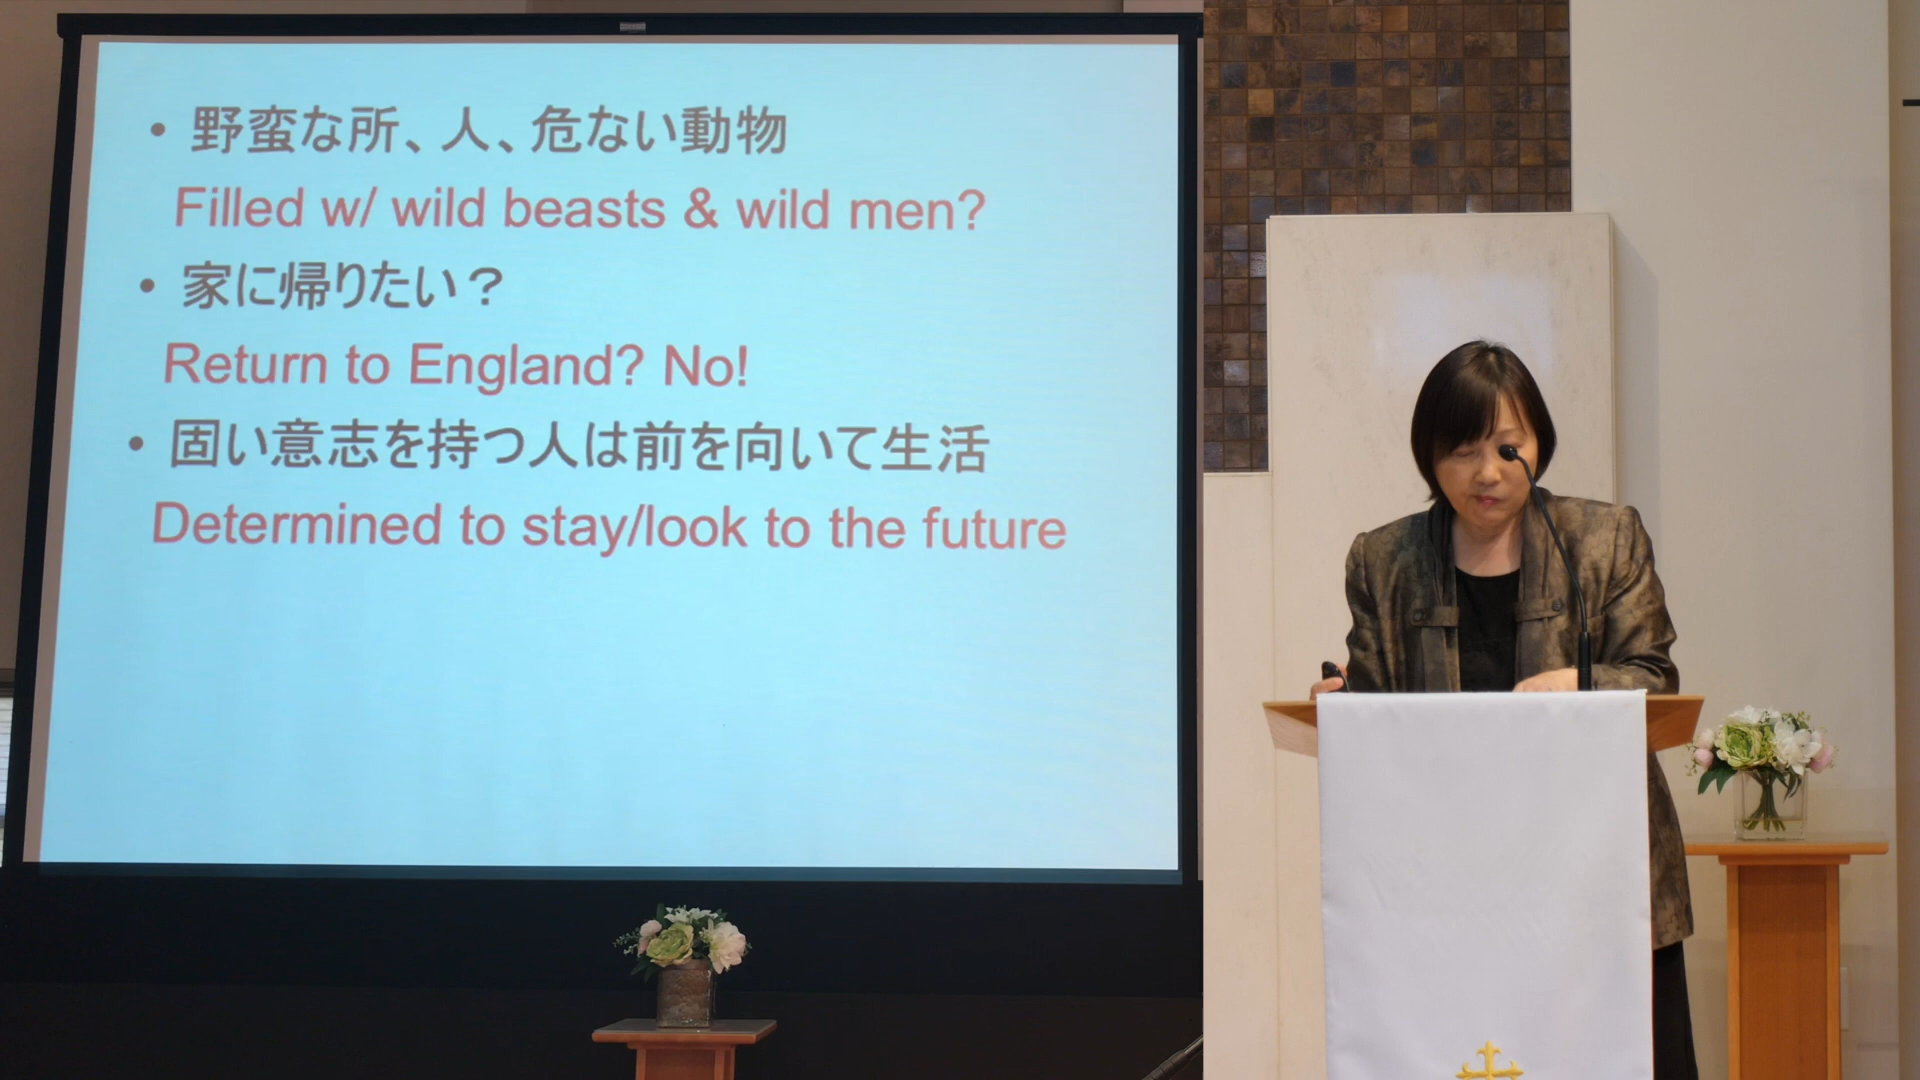 • 野蛮な所、人、危ない動物
Filled w/ wild beasts & wild men?
• 家に帰りたい？
Return to England? No!
• 固い意志を持つ人は前を向いて生活
Determined to stay/look to the future